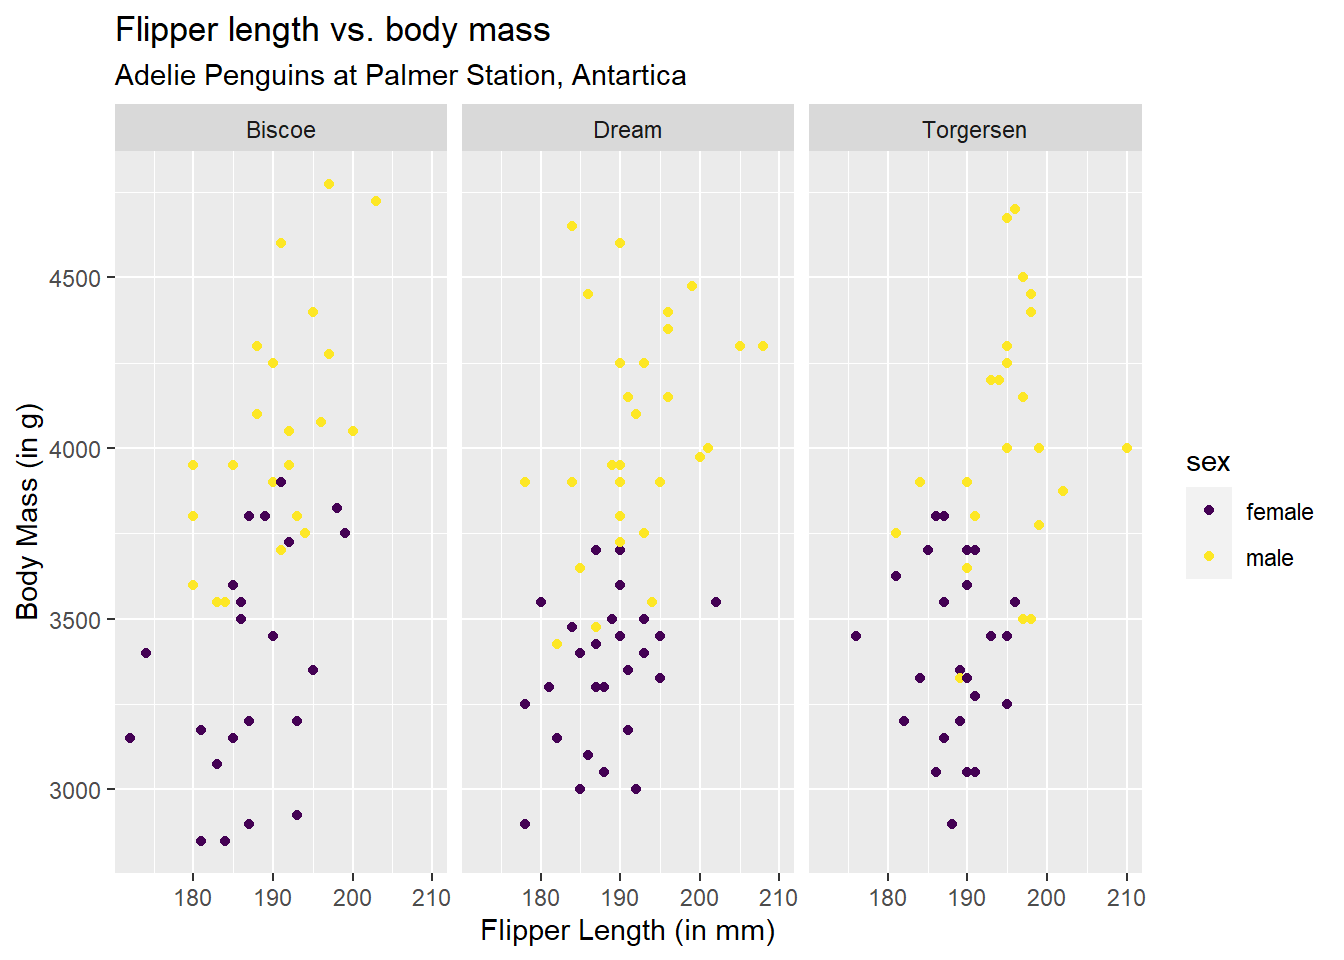 Flipper length vs. body mass
Adelie Penguins at Palmer Station, Antartica
Biscoe Dream Torgersen
4500
4000
3500
3000
Body Mass (in g)
180 190 200 210 180 190 200 210 180 190 200 210
Flipper Length (in mm)
sex
female
male